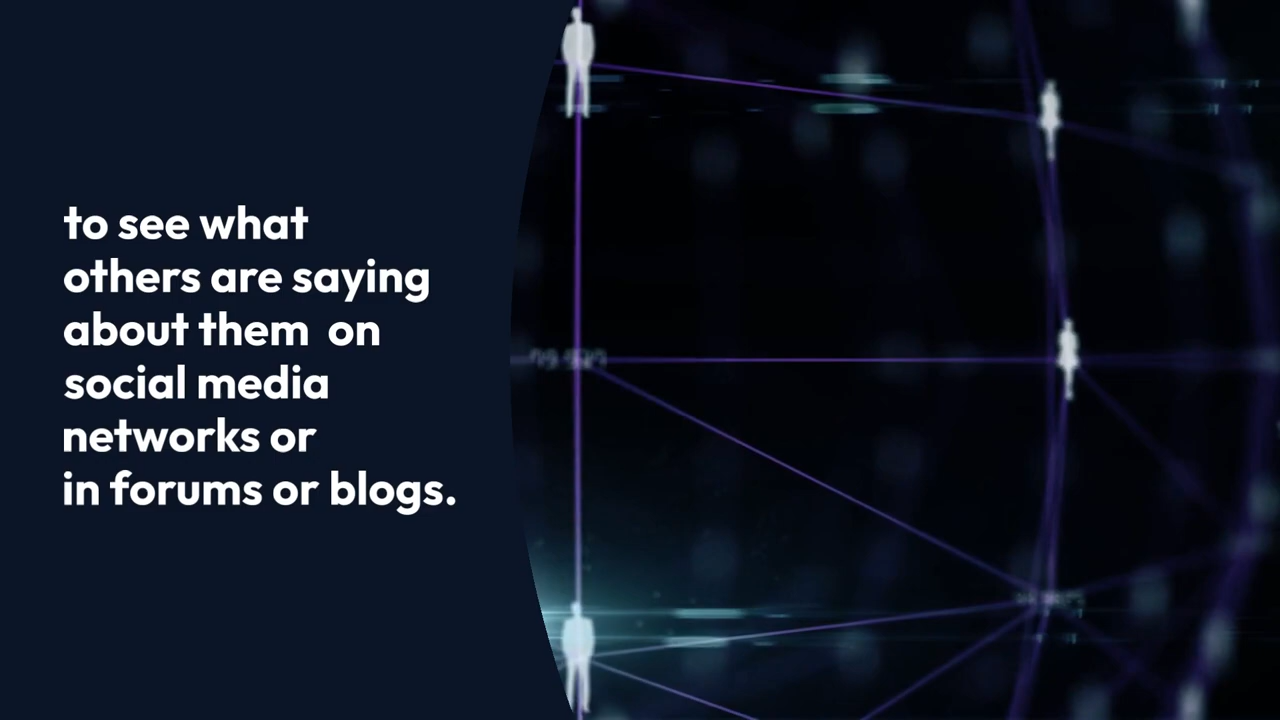 to see what
others are saying
about them  on
social media
networks or
in forums or blogs.